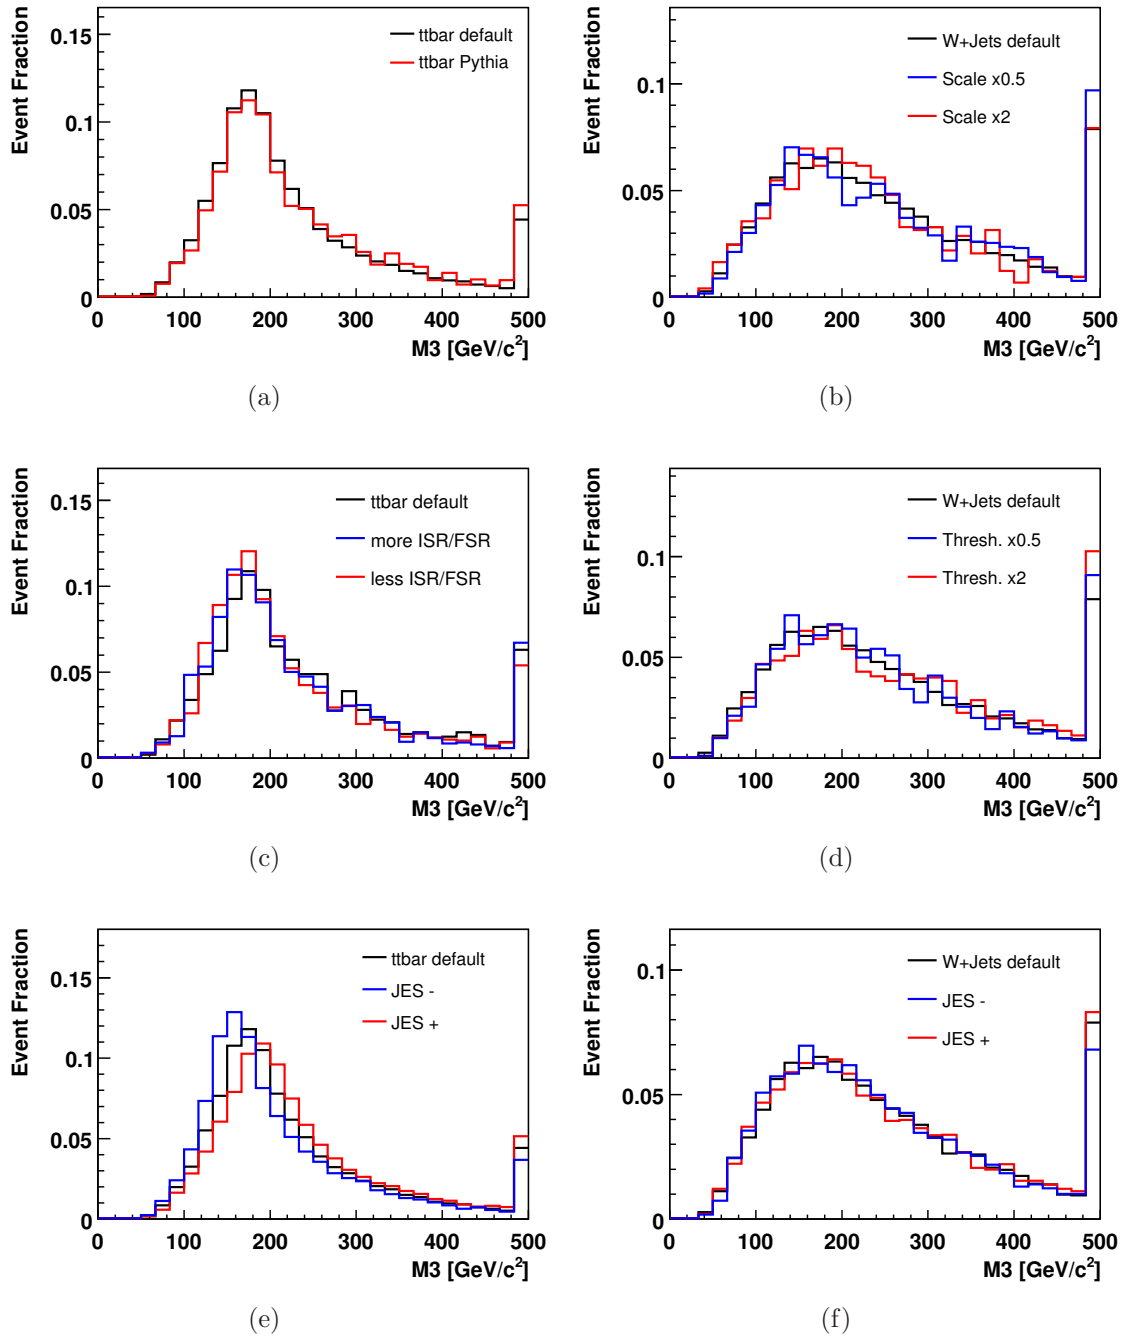 Event Fraction
0.15
0.1
0.05
0
ttbar default
ttbar Pythia
0 100 200 300 400 500
M3 [GeV/c²]
(a)
Event Fraction
0.1
0.05
0
W+Jets default
Scale x0.5
Scale x2
0 100 200 300 400 500
M3 [GeV/c²]
(b)
Event Fraction
0.15
0.1
0.05
0
ttbar default
more ISR/FSR
less ISR/FSR
0 100 200 300 400 500
M3 [GeV/c²]
(c)
Event Fraction
0.1
0.05
0
W+Jets default
Thresh. x0.5
Thresh. x2
0 100 200 300 400 500
M3 [GeV/c²]
(d)
Event Fraction
0.15
0.1
0.05
0
ttbar default
JES -
JES +
0 100 200 300 400 500
M3 [GeV/c²]
(e)
Event Fraction
0.1
0.05
0
W+Jets default
JES -
JES +
0 100 200 300 400 500
M3 [GeV/c²]
(f)